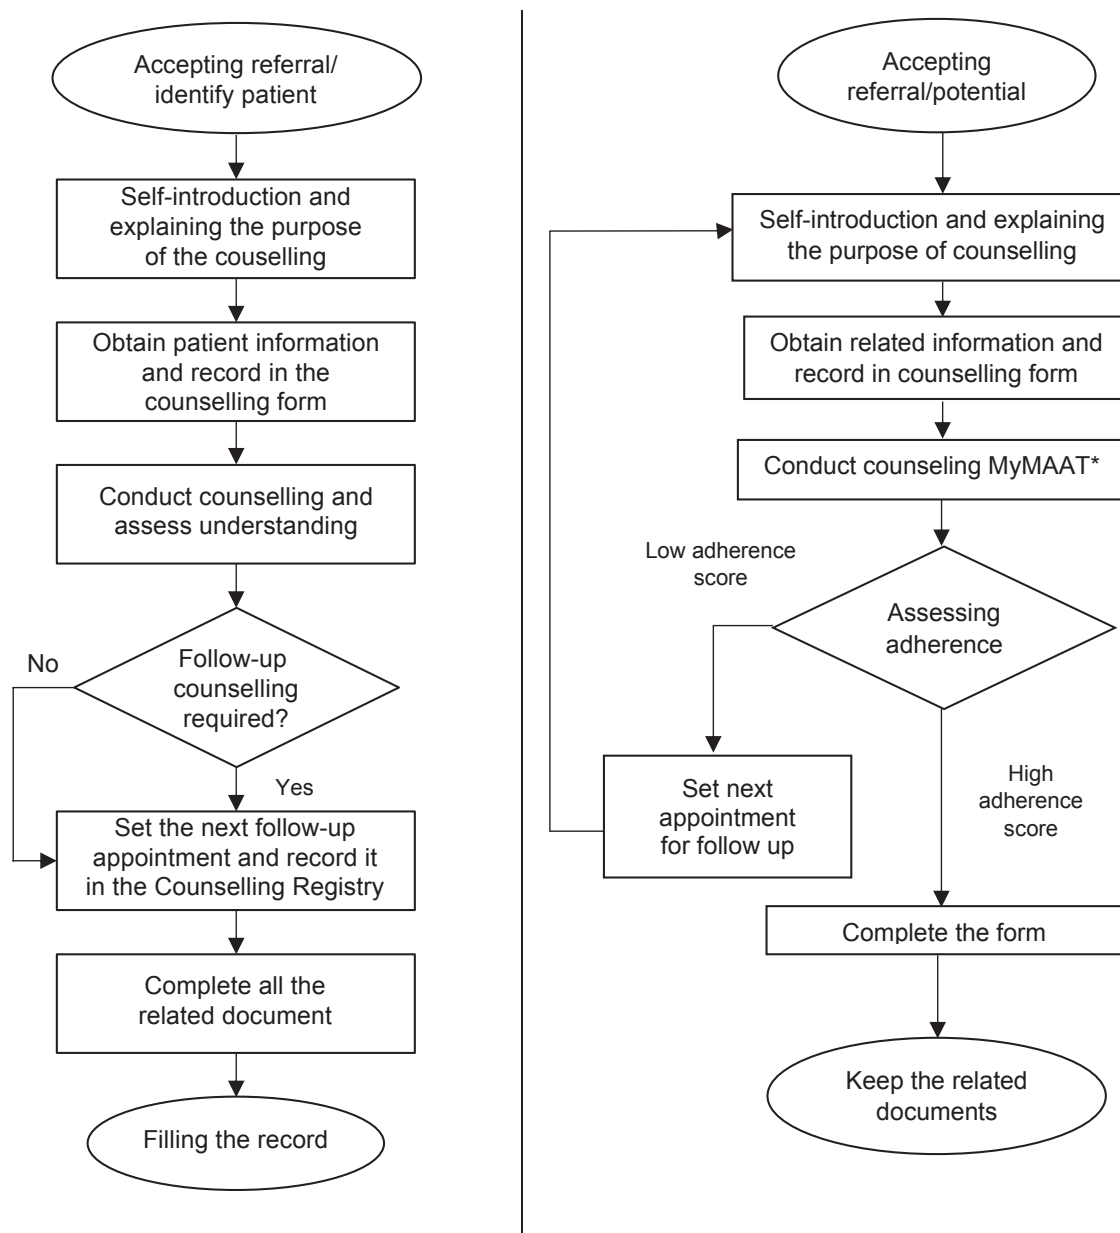 Accepting referral/
identify patient
Self-introduction and
explaining the purpose
of the couselling
Obtain patient information
and record in the
counselling form
Conduct counselling and
assess understanding
Follow-up
counselling
required?
No
Yes
Set the next follow-up
appointment and record it
in the Counselling Registry
Complete all the
related document
Filling the record
Accepting
referral/potential
Self-introduction and explaining
the purpose of counselling
Obtain related information and
record in counselling form
Conduct counseling MyMAAT*
Low adherence
score
Assessing
adherence
Set next
appointment
for follow up
High
adherence
score
Complete the form
Keep the related
documents